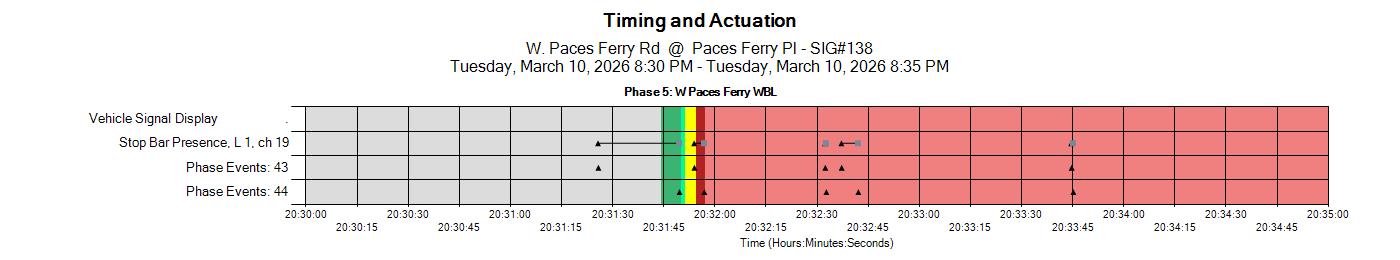 Timing and Actuation
W. Paces Ferry Rd @ Paces Ferry Pl - SIG#138
Tuesday, March 10, 2026 8:30 PM - Tuesday, March 10, 2026 8:35 PM
Phase 5: W Paces Ferry WBL
Vehicle Signal Display .
Stop Bar Presence, L 1, ch 19
Phase Events: 43
Phase Events: 44
20:30:00 20:30:30 20:31:00 20:31:30 20:32:00 20:32:30 20:33:00 20:33:30 20:34:00 20:34:30 20:35:00
20:30:15 20:30:45 20:31:15 20:31:45 20:32:15 20:32:45 20:33:15 20:33:45 20:34:15 20:34:45
Time (Hours:Minutes:Seconds)